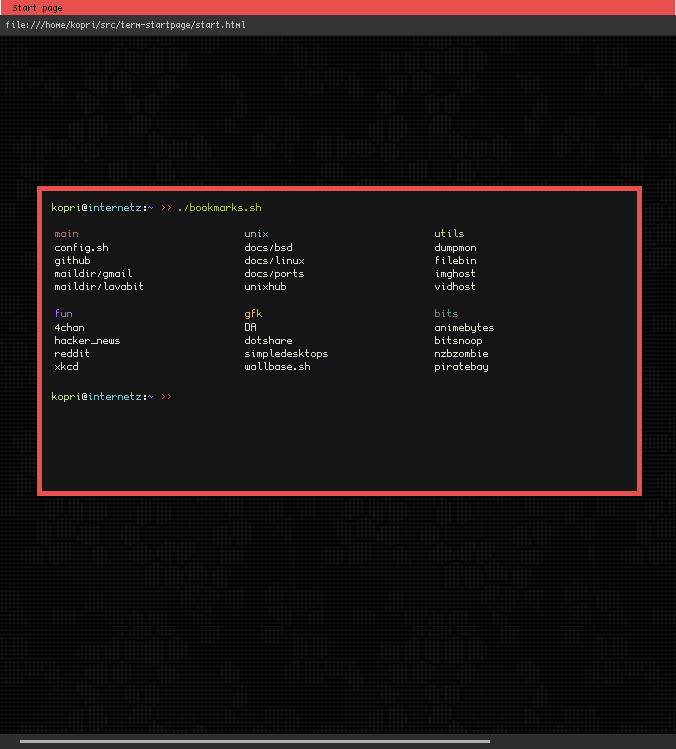 Start page
file:///home/kopri/src/term-startpage/start.html
kopri@internetz:~ >> ./bookmarks.sh
main unix utils
config.sh docs/bsd dumpmon
github docs/linux filebin
maildir/gmail docs/ports imghost
maildir/lavabit unixhub vidhost
fun gfk bits
4chan DA animebytes
hacker_news dotshare bitsnoop
reddit simpledesktops nzbzombie
xkcd wallbase.sh piratebay
kopri@internetz:~ >>